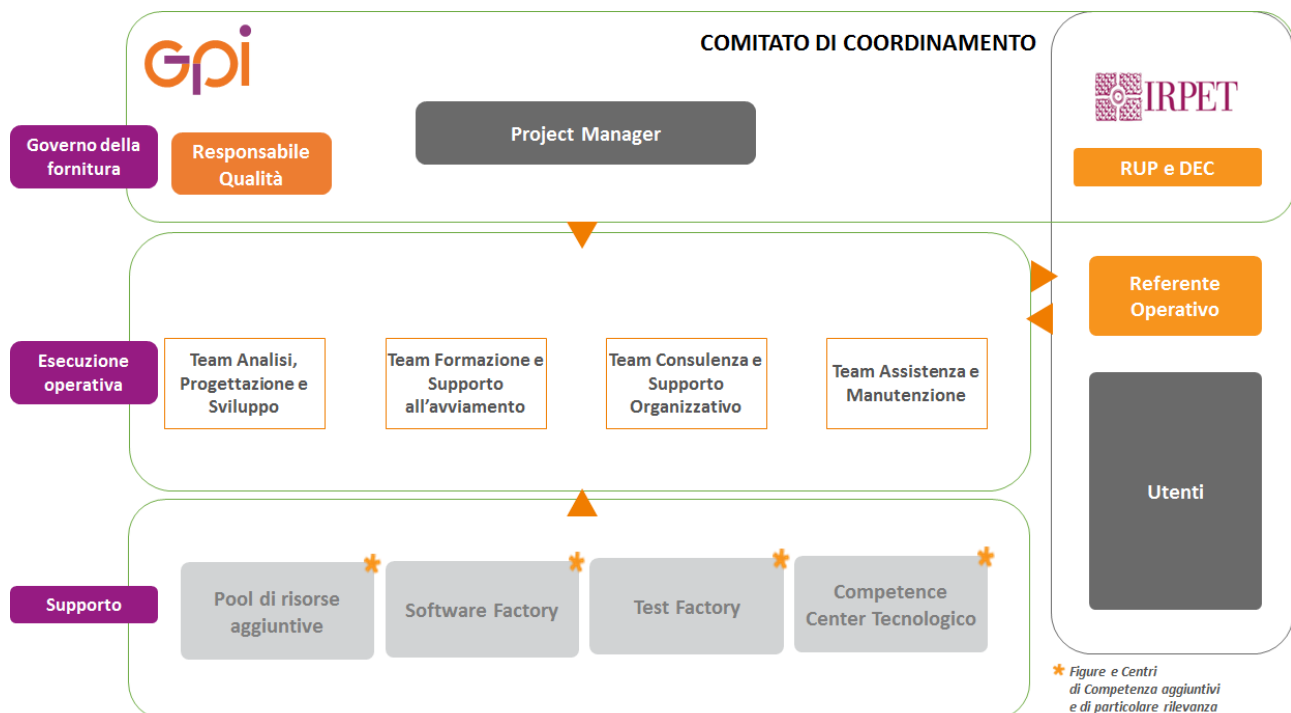 COMITATO DI COORDINAMENTO
Gpi
IRPET
Governo della
fornitura
Responsabile
Qualità
Project Manager
RUP e DEC
Referente
Operativo
Esecuzione
operativa
Team Analisi,
Progettazione e
Sviluppo
Team Formazione e
Supporto
all'avviamento
Team Consulenza e
Supporto
Organizzativo
Team Assistenza e
Manutenzione
Utenti
Supporto
Pool di risorse
aggiuntive
*
Software Factory
*
Test Factory
*
Competence
Center Tecnologico
*
* Figure e Centri
di Competenza aggiuntivi
e di particolare rilevanza